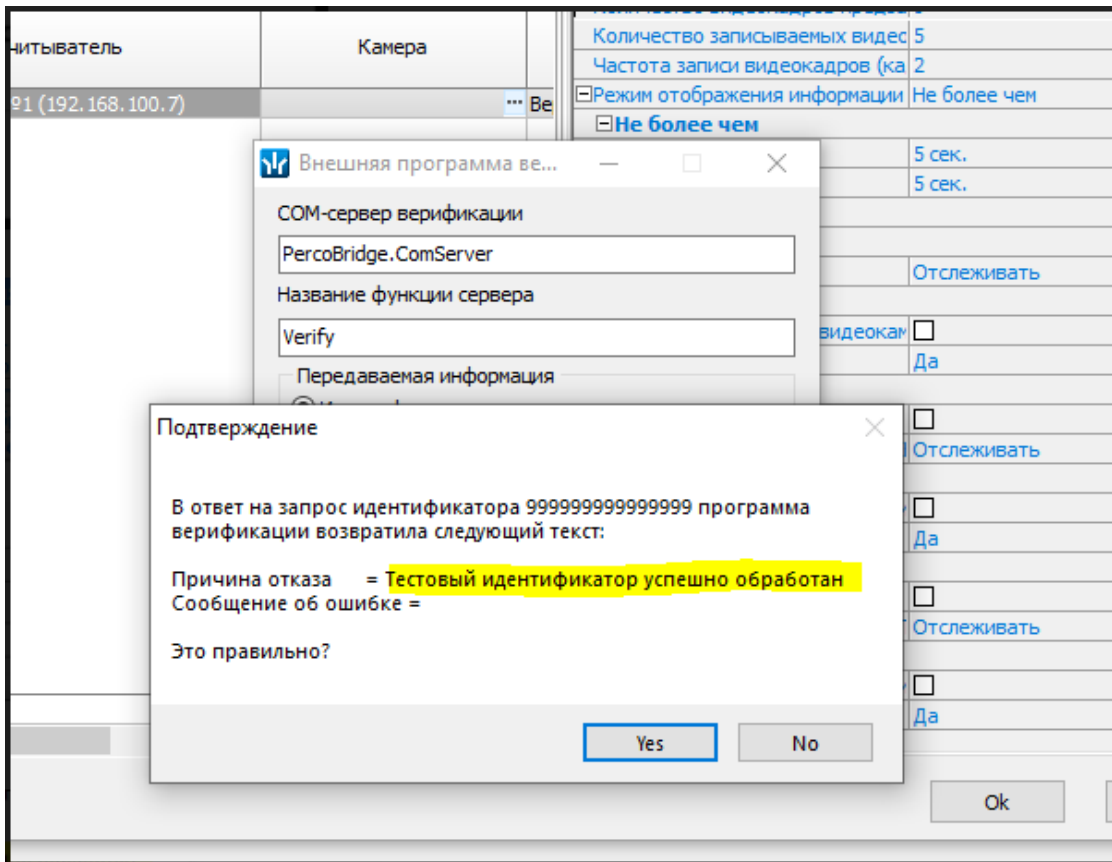 читыватель
Камера
№1 (192.168.100.7)
··· Ве
Количество записываемых видес 5
Частота записи видеокадров (ка 2
Режим отображения информации Не более чем
Не более чем
5 сек.
5 сек.
Отслеживать
видеокам
Да
Отслеживать
Да
Отслеживать
Да
Внешняя программа ве...
COM-сервер верификации
PercoBridge.ComServer
Название функции сервера
Verify
Передаваемая информация
Подтверждение
В ответ на запрос идентификатора 999999999999999 программа
верификации возвратила следующий текст:
Причина отказа = Тестовый идентификатор успешно обработан
Сообщение об ошибке =
Это правильно?
Yes No
Ok